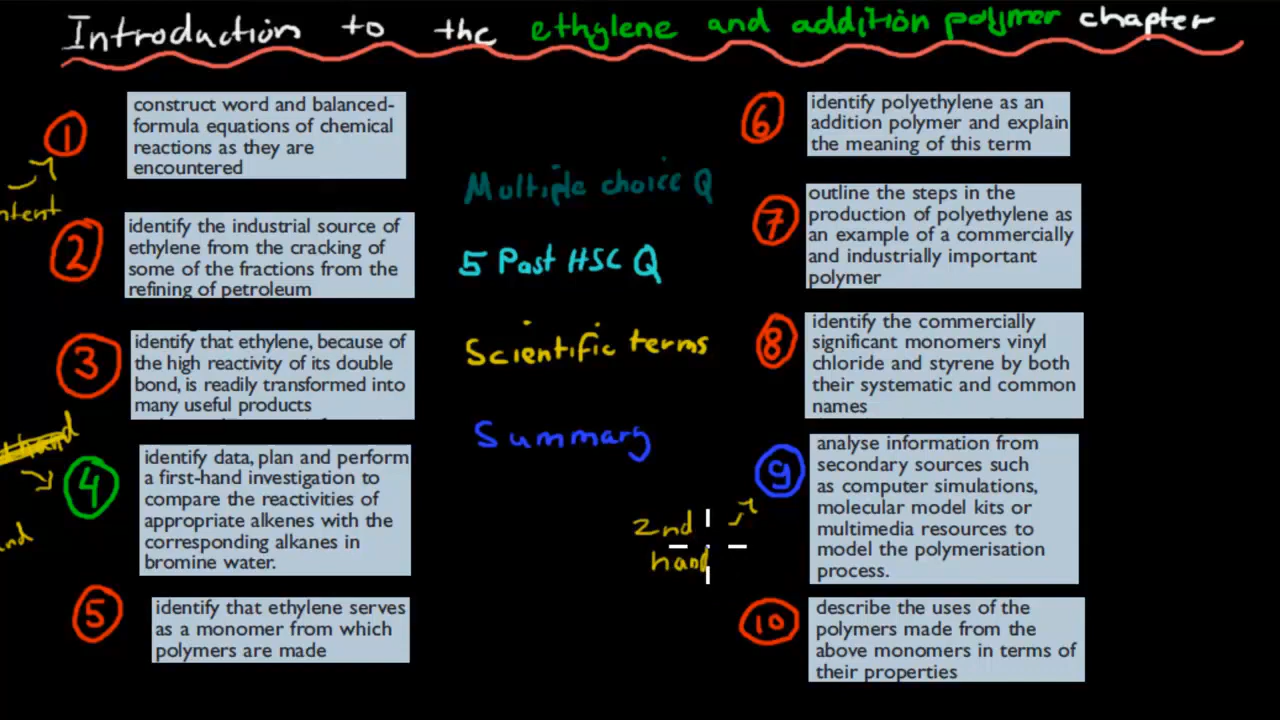 Introduction to the ethylene and addition polymer chapter
1
construct word and balanced-
formula equations of chemical
reactions as they are
encountered
2
identify the industrial source of
ethylene from the cracking of
some of the fractions from the
refining of petroleum
3
identify that ethylene, because of
the high reactivity of its double
bond, is readily transformed into
many useful products
4
identify data, plan and perform
a first-hand investigation to
compare the reactivities of
appropriate alkenes with the
corresponding alkanes in
bromine water.
5
identify that ethylene serves
as a monomer from which
polymers are made
Multiple choice Q
5 Past HSC Q
Scientific terms
Summary
2nd
hand
6
identify polyethylene as an
addition polymer and explain
the meaning of this term
7
outline the steps in the
production of polyethylene as
an example of a commercially
and industrially important
polymer
8
identify the commercially
significant monomers vinyl
chloride and styrene by both
their systematic and common
names
9
analyse information from
secondary sources such
as computer simulations,
molecular model kits or
multimedia resources to
model the polymerisation
process.
10
describe the uses of the
polymers made from the
above monomers in terms of
their properties